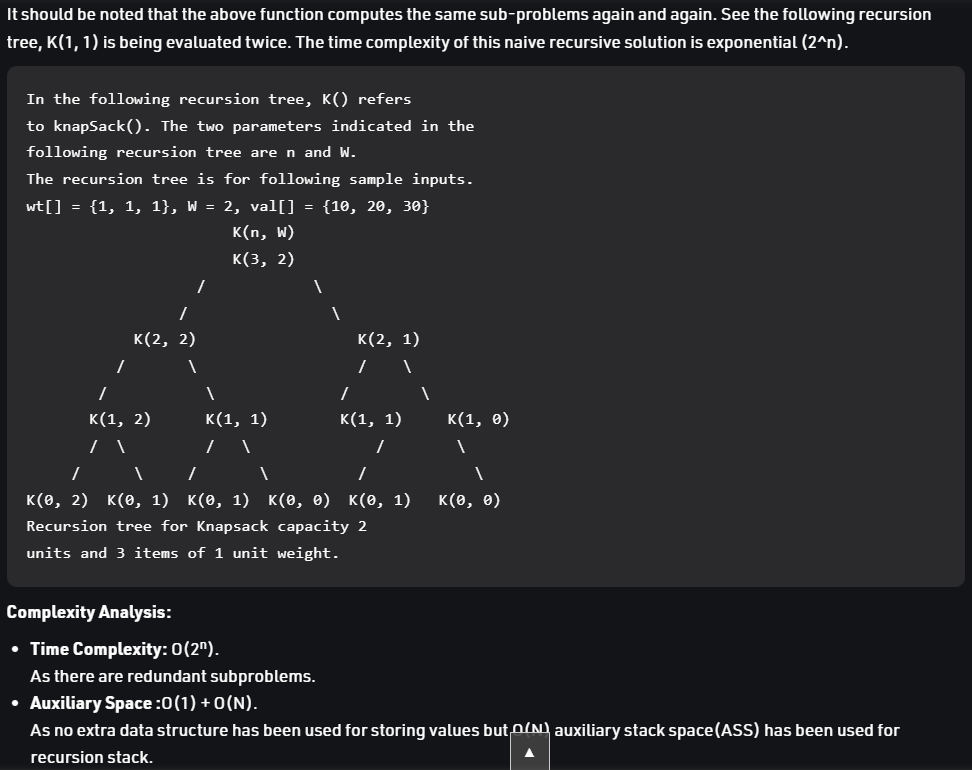 It should be noted that the above function computes the same sub-problems again and again. See the following recursion
tree, K(1, 1) is being evaluated twice. The time complexity of this naive recursive solution is exponential (2^n).
In the following recursion tree, K() refers
to knapSack(). The two parameters indicated in the
following recursion tree are n and W.
The recursion tree is for following sample inputs.
wt[] = {1, 1, 1}, W = 2, val[] = {10, 20, 30}
K(n, W)
K(3, 2)
/ \
/ \
K(2, 2) K(2, 1)
/ \ / \
/ \ / \
K(1, 2) K(1, 1) K(1, 1) K(1, 0)
/ \ / \ / \
/ \ / \ / \
K(0, 2) K(0, 1) K(0, 1) K(0, 0) K(0, 1) K(0, 0)
Recursion tree for Knapsack capacity 2
units and 3 items of 1 unit weight.
Complexity Analysis:
• Time Complexity: O(2ⁿ).
As there are redundant subproblems.
• Auxiliary Space :O(1) + O(N).
As no extra data structure has been used for storing values but O(N) auxiliary stack space(ASS) has been used for
recursion stack.